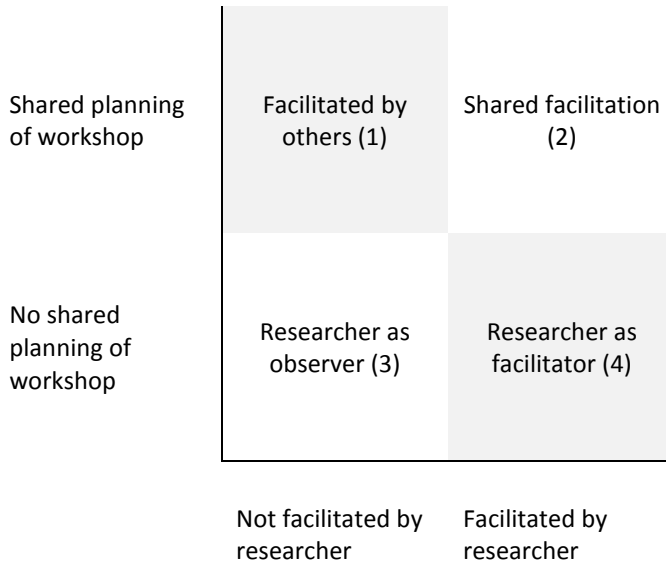 Shared planning
of workshop
Facilitated by
others (1)
Shared facilitation
(2)
No shared
planning of
workshop
Researcher as
observer (3)
Researcher as
facilitator (4)
Not facilitated by
researcher
Facilitated by
researcher